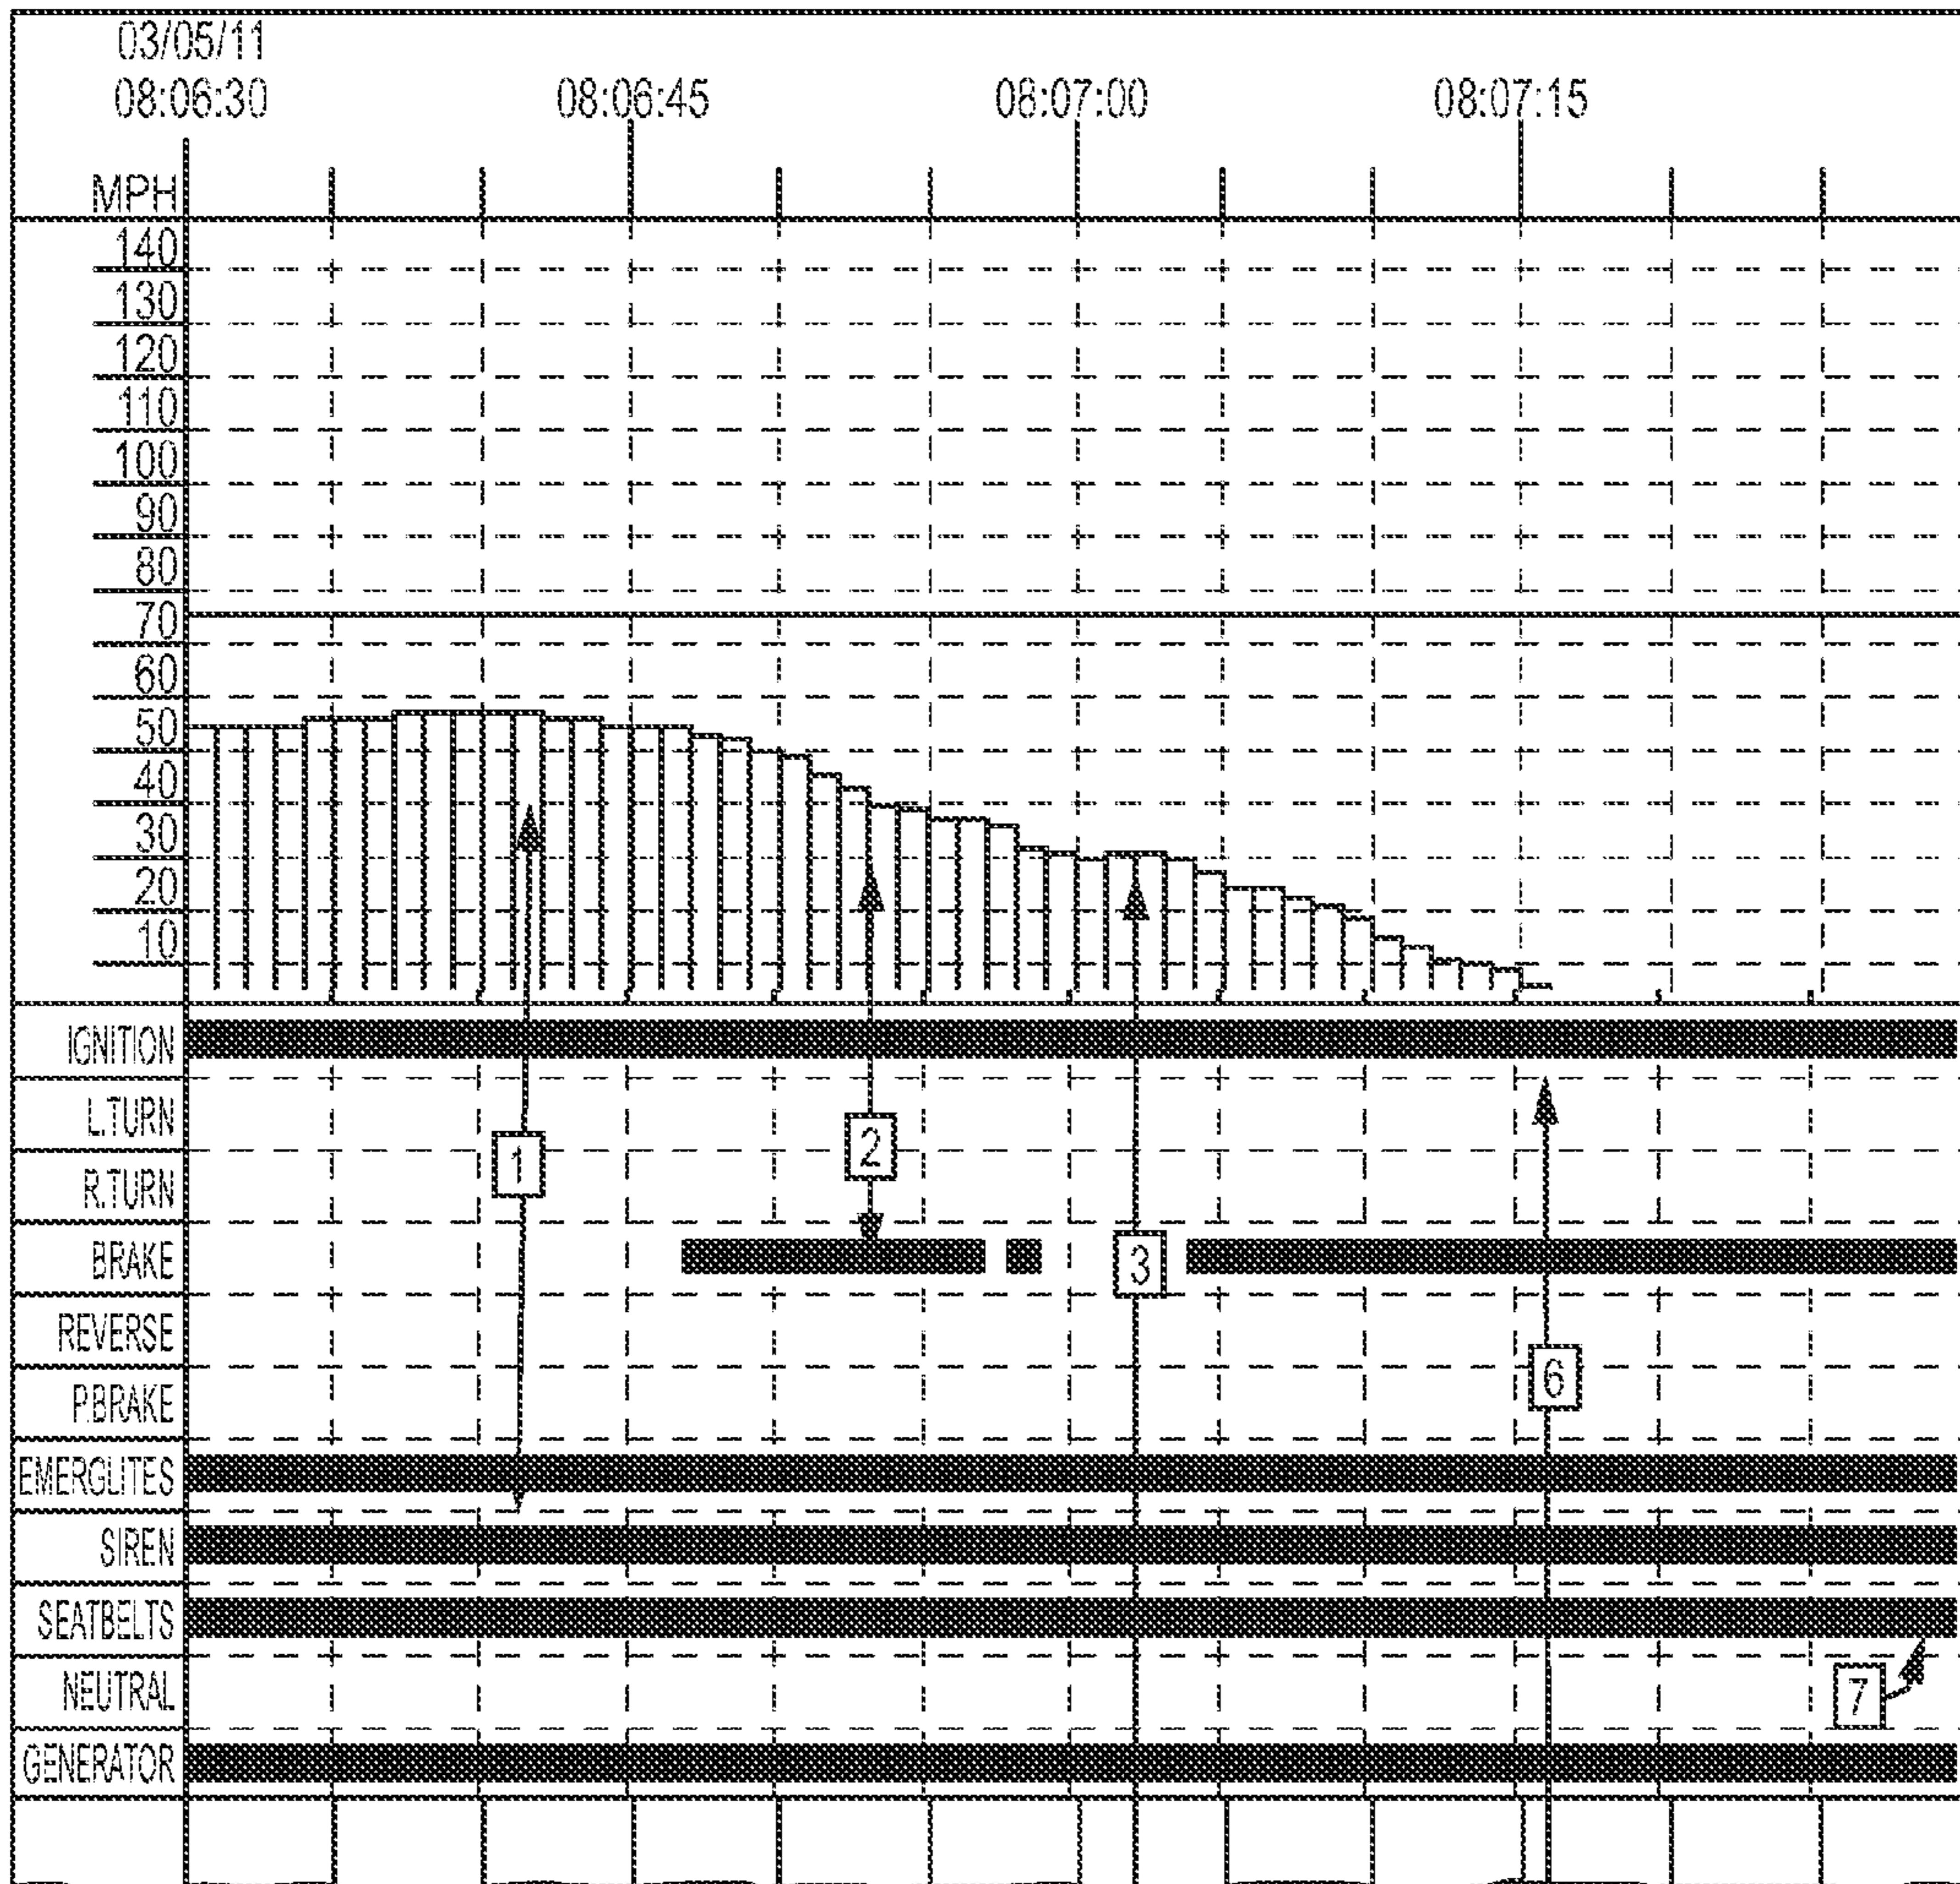 03/05/11
08:06:30 08:06:45 08:07:00 08:07:15
MPH
140
130
120
110
100
90
80
70
60
50
40
30
20
10
IGNITION
L.TURN
1
2
R.TURN
BRAKE
3
REVERSE
P.BRAKE
6
EMERGLITES
SIREN
SEATBELTS
NEUTRAL
7
GENERATOR